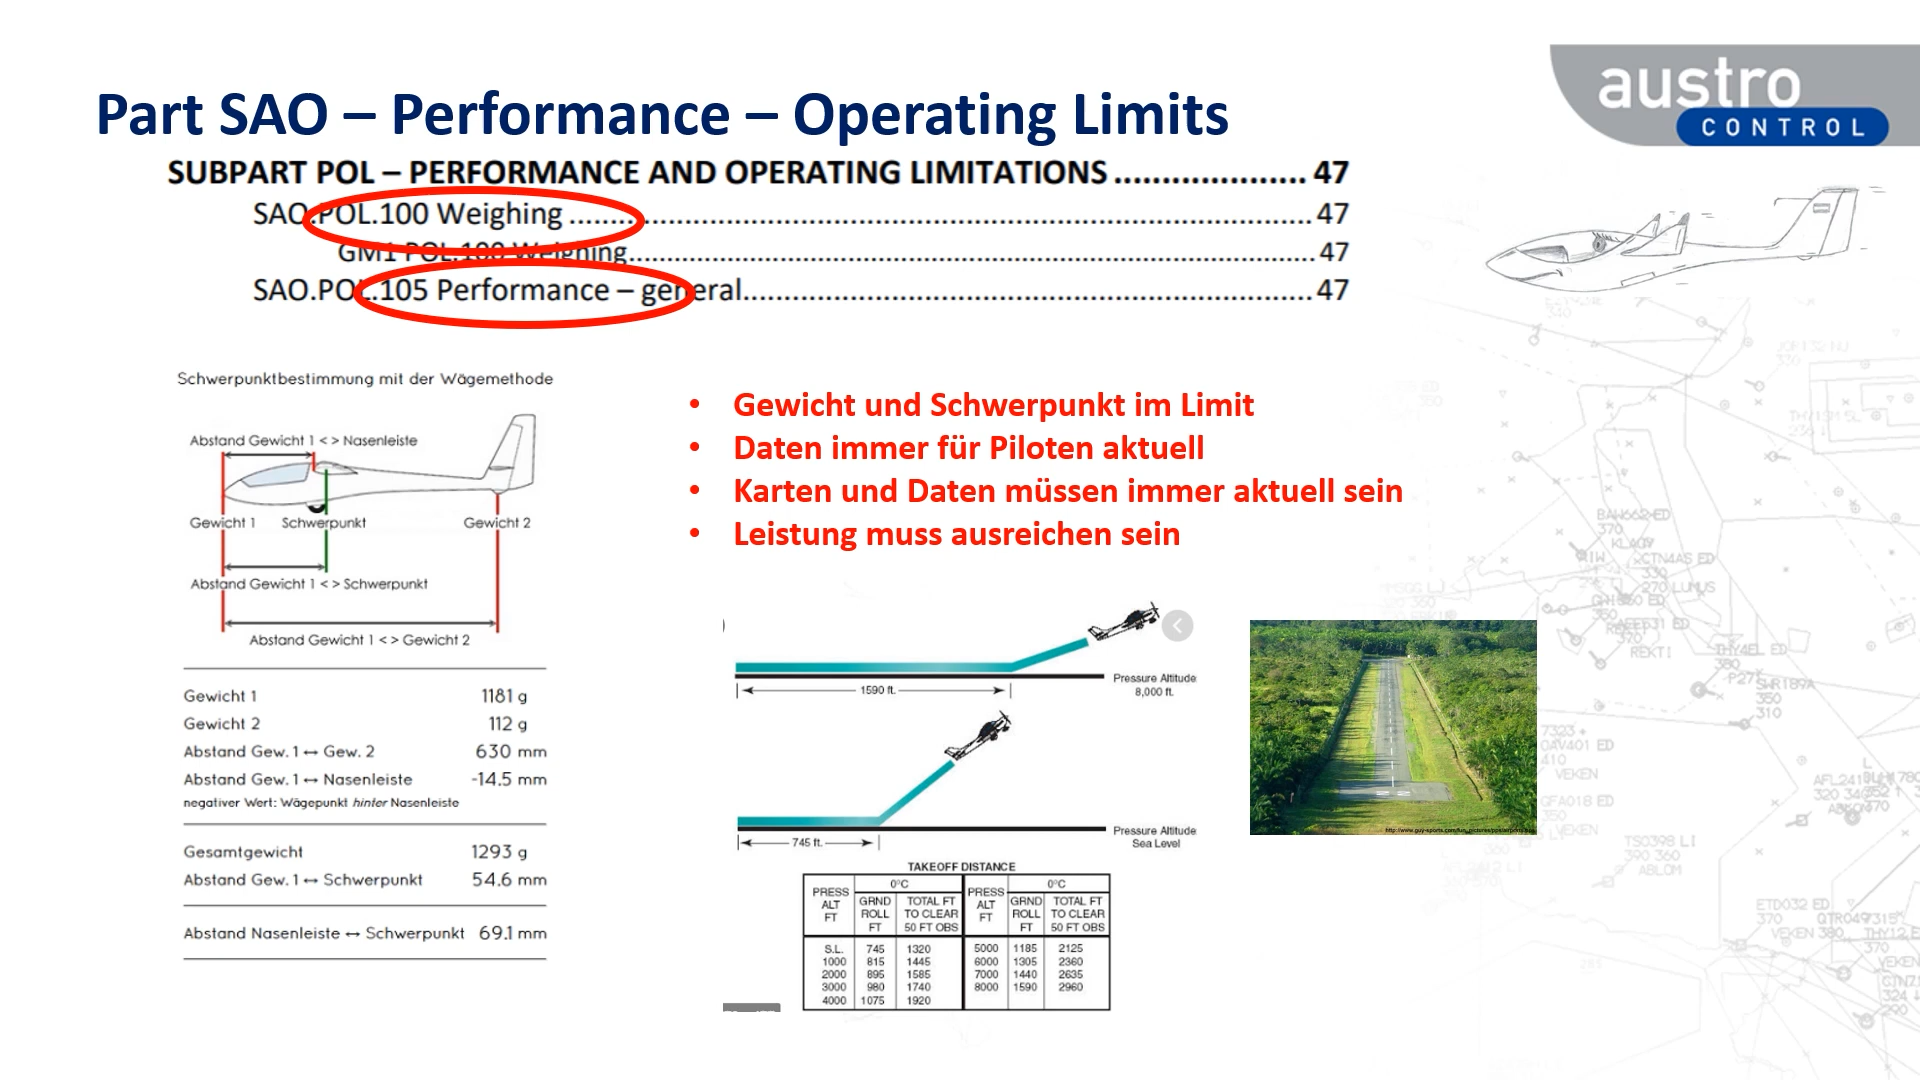 austro
CONTROL
Part SAO – Performance – Operating Limits
SUBPART POL – PERFORMANCE AND OPERATING LIMITATIONS .................... 47
SAO.POL.100 Weighing ........ 47
GM1 POL.100 Weighing........ 47
SAO.POL.105 Performance – general........ 47
Schwerpunktbestimmung mit der Wägemethode
Abstand Gewicht 1 < > Nasenleiste
Gewicht 1 Schwerpunkt Gewicht 2
Abstand Gewicht 1 < > Schwerpunkt
Abstand Gewicht 1 < > Gewicht 2
Gewicht 1 1181 g
Gewicht 2 112 g
Abstand Gew. 1 ↔ Gew. 2 630 mm
Abstand Gew. 1 ↔ Nasenleiste -14.5 mm
negativer Wert: Wägepunkt hinter Nasenleiste
Gesamtgewicht 1293 g
Abstand Gew. 1 ↔ Schwerpunkt 54.6 mm
Abstand Nasenleiste ↔ Schwerpunkt 69.1 mm
• Gewicht und Schwerpunkt im Limit
• Daten immer für Piloten aktuell
• Karten und Daten müssen immer aktuell sein
• Leistung muss ausreichen sein
1590 ft.
Pressure Altitude
8,000 ft.
745 ft.
Pressure Altitude
Sea Level
TAKEOFF DISTANCE
PRESS ALT FT 0°C GRND ROLL FT TOTAL FT TO CLEAR 50 FT OBS PRESS ALT FT 0°C GRND ROLL FT TOTAL FT TO CLEAR 50 FT OBS
S.L. 745 1320 5000 1185 2125
1000 815 1445 6000 1305 2360
2000 895 1585 7000 1440 2635
3000 980 1740 8000 1590 2960
4000 1075 1920